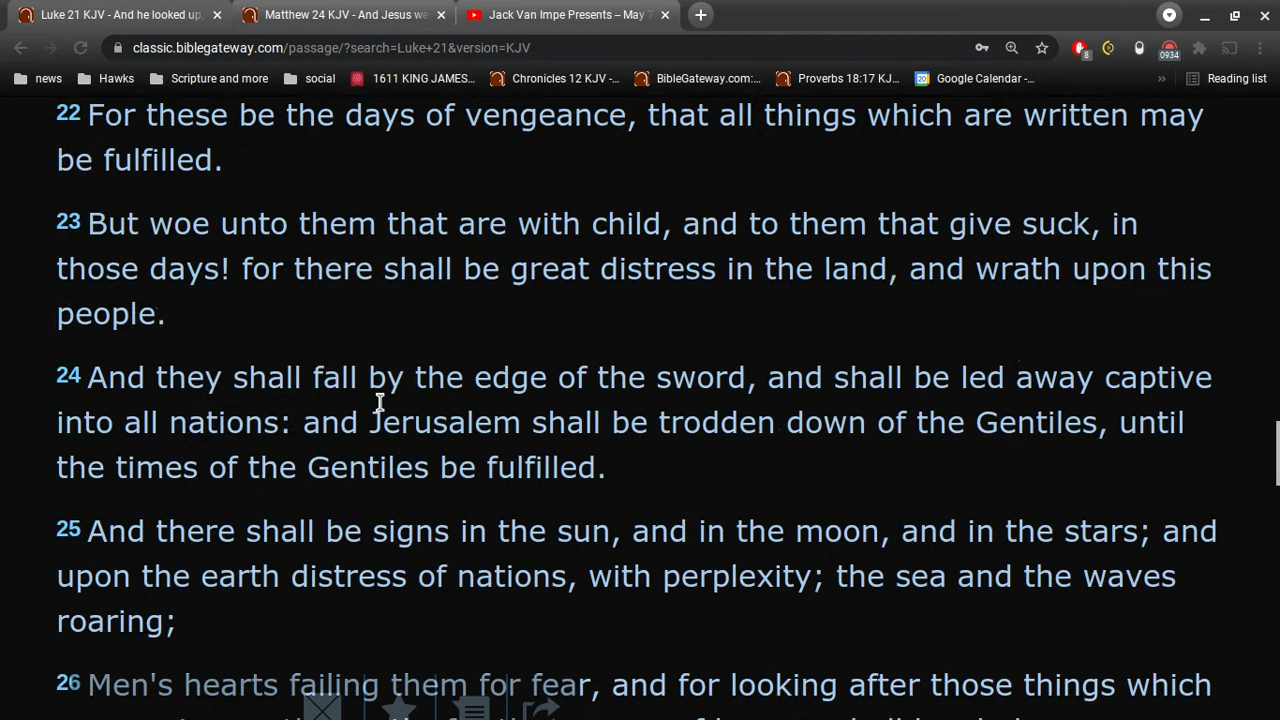 Luke 21 KJV - And he looked up,
Matthew 24 KJV - And Jesus we
Jack Van Impe Presents – May 7
classic.biblegateway.com/passage/?search=Luke+21&version=KJV
8
0934
news
Hawks
Scripture and more
social
1611 KING JAMES...
Chronicles 12 KJV -...
BibleGateway.com:...
Proverbs 18:17 KJ...
20
Google Calendar -...
»
Reading list
22 For these be the days of vengeance, that all things which are written may
be fulfilled.
23 But woe unto them that are with child, and to them that give suck, in
those days! for there shall be great distress in the land, and wrath upon this
people.
24 And they shall fall by the edge of the sword, and shall be led away captive
into all nations: and Jerusalem shall be trodden down of the Gentiles, until
the times of the Gentiles be fulfilled.
25 And there shall be signs in the sun, and in the moon, and in the stars; and
upon the earth distress of nations, with perplexity; the sea and the waves
roaring;
26 Men's hearts failing them for fear, and for looking after those things which